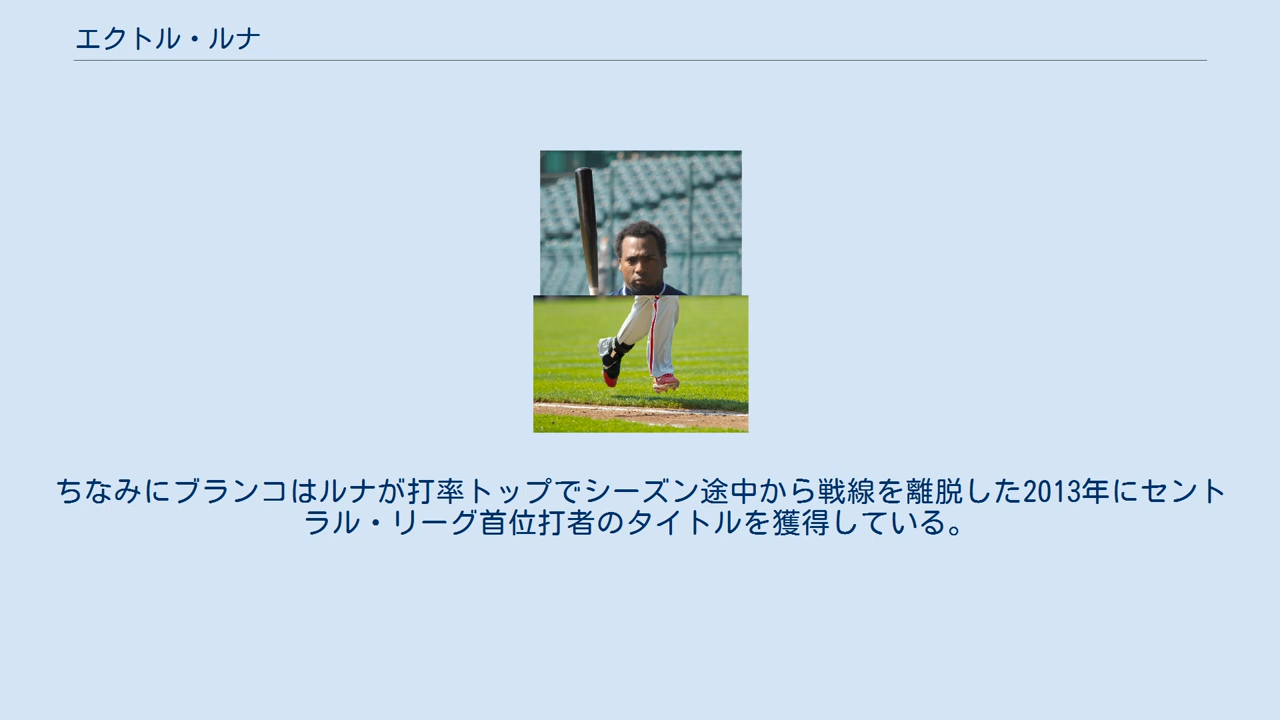 エクトル・ルナ
ちなみにブランコはルナが打率トップでシーズン途中から戦線を離脱した2013年にセント
ラル・リーグ首位打者のタイトルを獲得している。